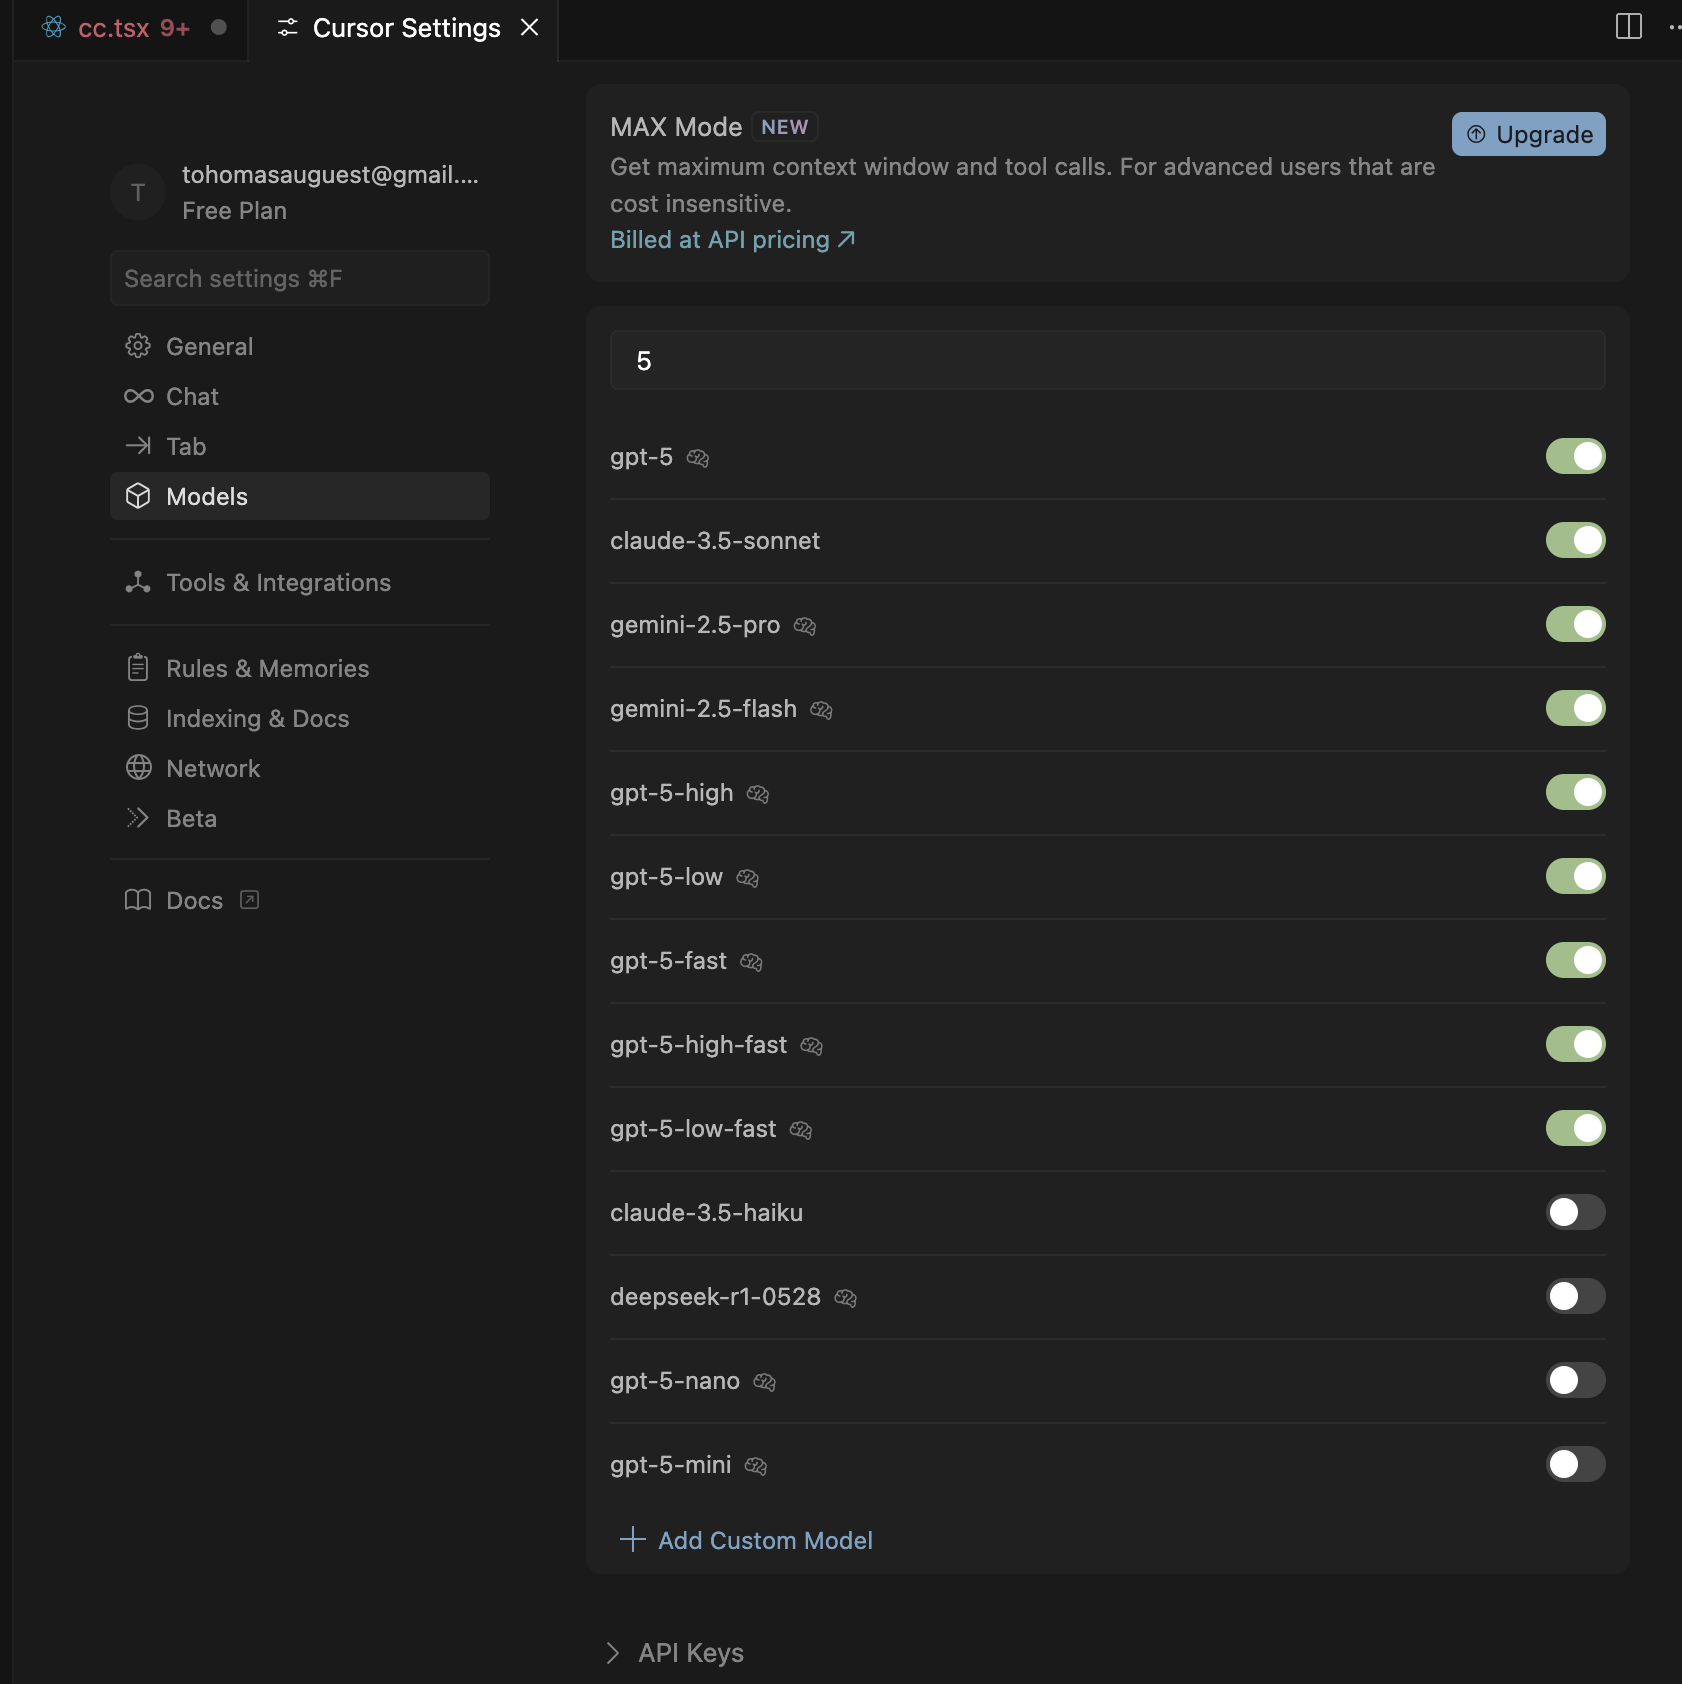 cc.tsx 9+
Cursor Settings
T
tohomasauguest@gmail....
Free Plan
Search settings ⌘F
General
Chat
Tab
Models
Tools & Integrations
Rules & Memories
Indexing & Docs
Network
Beta
Docs
MAX Mode NEW
Upgrade
Get maximum context window and tool calls. For advanced users that are
cost insensitive.
Billed at API pricing
5
gpt-5
claude-3.5-sonnet
gemini-2.5-pro
gemini-2.5-flash
gpt-5-high
gpt-5-low
gpt-5-fast
gpt-5-high-fast
gpt-5-low-fast
claude-3.5-haiku
deepseek-r1-0528
gpt-5-nano
gpt-5-mini
Add Custom Model
API Keys